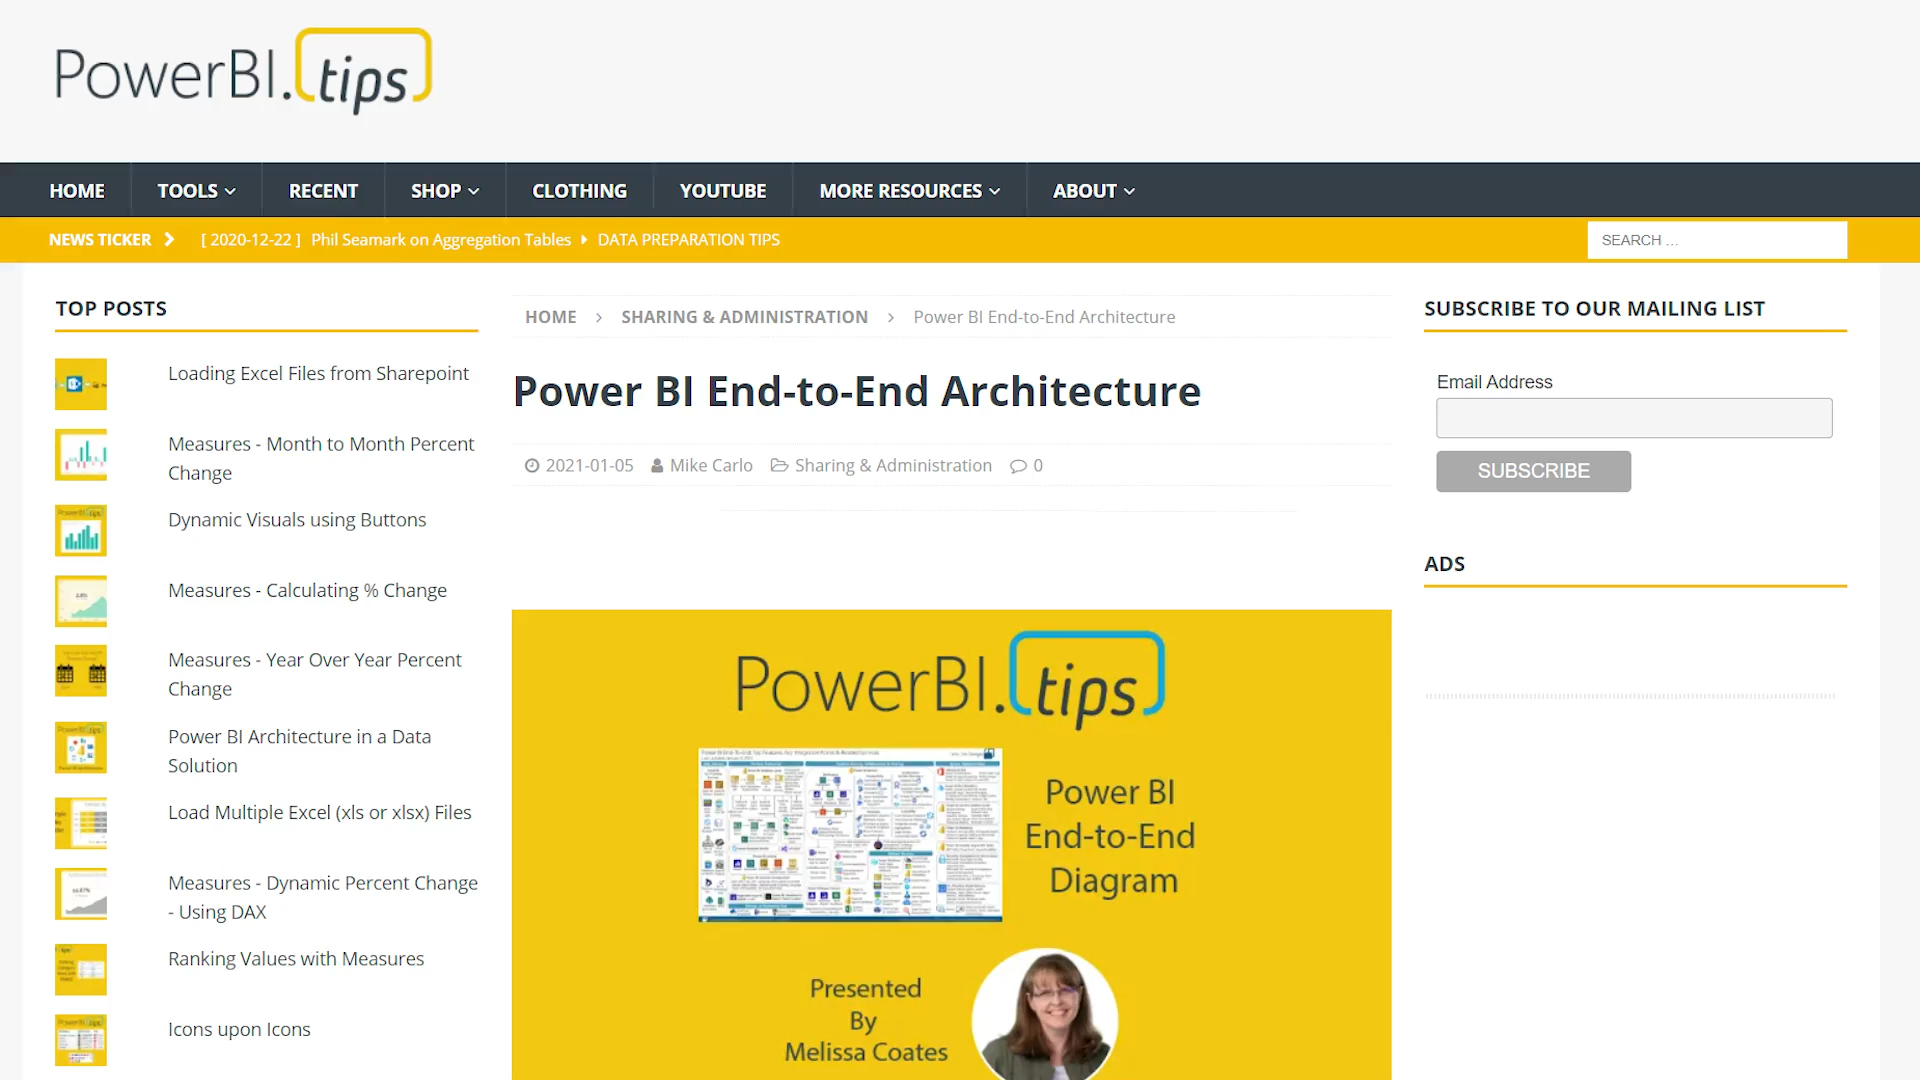 PowerBI.tips
HOME
TOOLS
RECENT
SHOP
CLOTHING
YOUTUBE
MORE RESOURCES
ABOUT
NEWS TICKER
[ 2020-12-22 ] Phil Seamark on Aggregation Tables
DATA PREPARATION TIPS
SEARCH ...
TOP POSTS
Loading Excel Files from Sharepoint
Measures - Month to Month Percent
Change
Dynamic Visuals using Buttons
Measures - Calculating % Change
Measures - Year Over Year Percent
Change
Power BI Architecture in a Data
Solution
Load Multiple Excel (xls or xlsx) Files
Measures - Dynamic Percent Change
- Using DAX
Ranking Values with Measures
Icons upon Icons
HOME > SHARING & ADMINISTRATION > Power BI End-to-End Architecture
Power BI End-to-End Architecture
2021-01-05 Mike Carlo Sharing & Administration 0
PowerBI.tips
Power BI
End-to-End
Diagram
Presented
By
Melissa Coates
SUBSCRIBE TO OUR MAILING LIST
Email Address
SUBSCRIBE
ADS